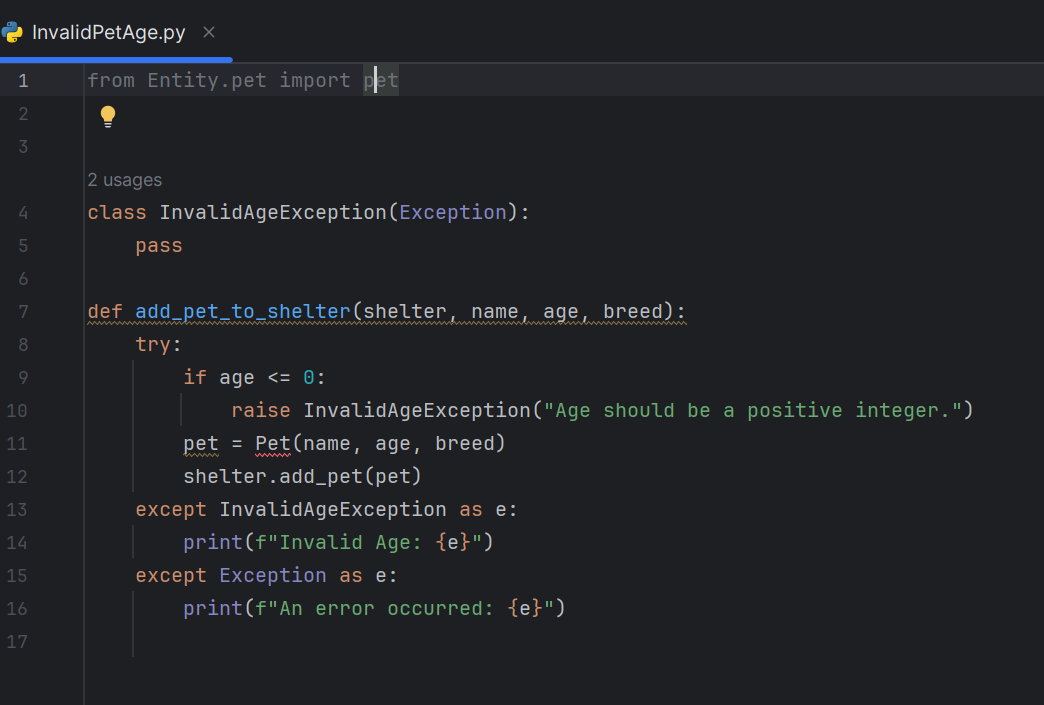 InvalidPetAge.py
1 from Entity.pet import pet
2
3
2 usages
4 class InvalidAgeException(Exception):
5     pass
6
7 def add_pet_to_shelter(shelter, name, age, breed):
8     try:
9         if age <= 0:
10             raise InvalidAgeException("Age should be a positive integer.")
11         pet = Pet(name, age, breed)
12         shelter.add_pet(pet)
13     except InvalidAgeException as e:
14         print(f"Invalid Age: {e}")
15     except Exception as e:
16         print(f"An error occurred: {e}")
17